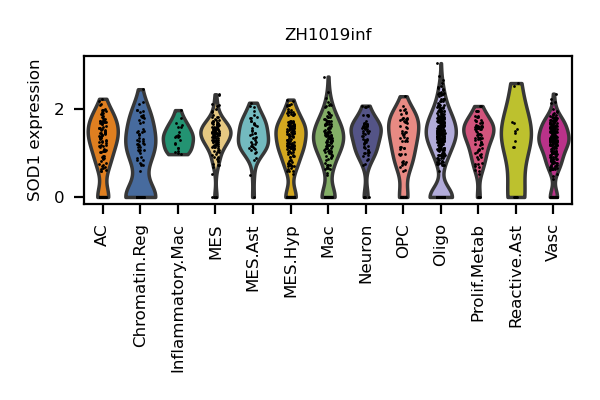 ZH1019inf
SOD1 expression
2
0
AC
Chromatin.Reg
Inflammatory.Mac
MES
MES.Ast
MES.Hyp
Mac
Neuron
OPC
Oligo
Prolif.Metab
Reactive.Ast
Vasc